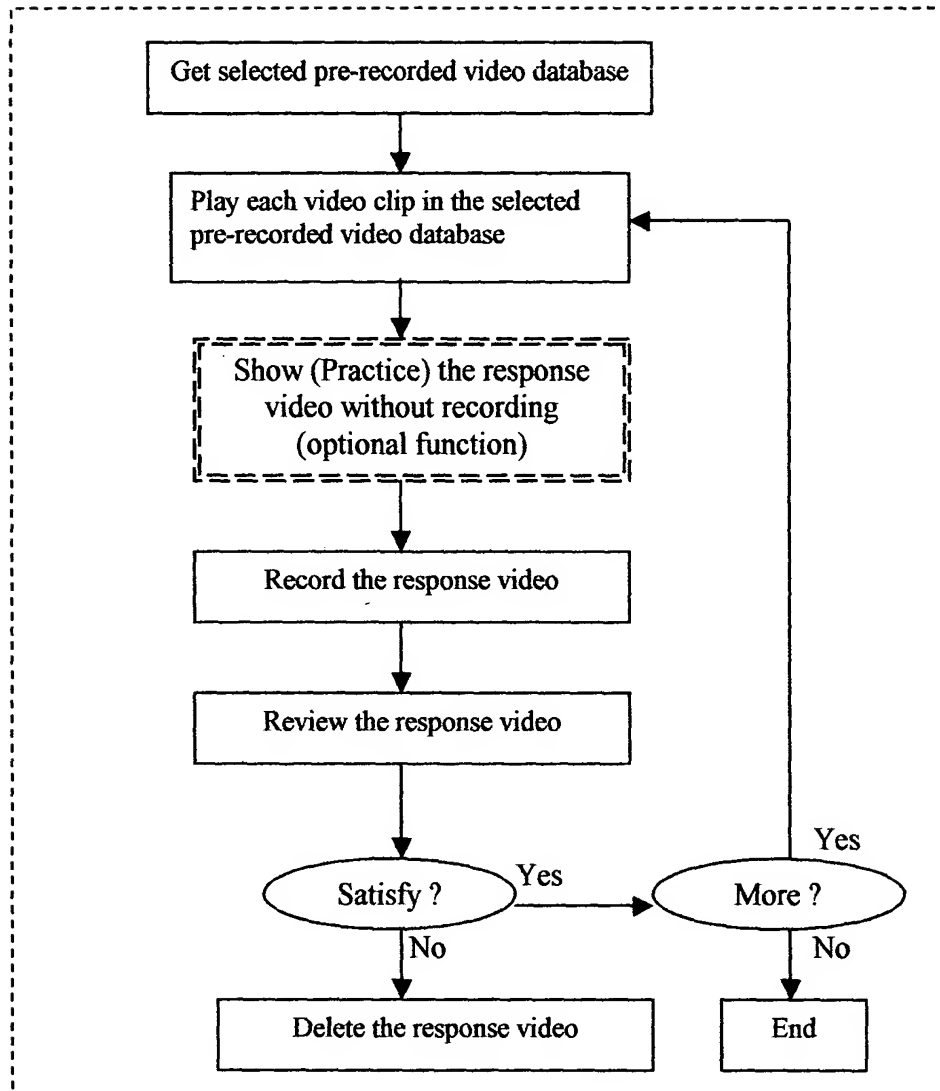 Get selected pre-recorded video database
Play each video clip in the selected
pre-recorded video database
Show (Practice) the response
video without recording
(optional function)
Record the response video
Review the response video
Satisfy ?
Yes
More ?
Yes
No
No
Delete the response video
End